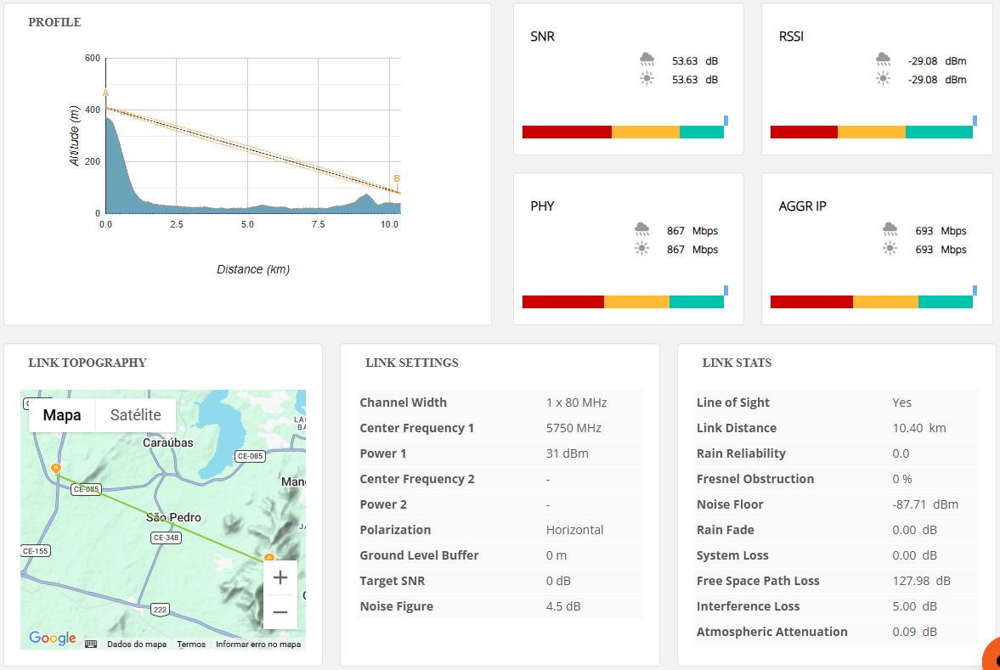 PROFILE
600
400
200
0
Altitude (m)
A
B
0.0 2.5 5.0 7.5 10.0
Distance (km)
SNR
53.63 dB
53.63 dB
RSSI
-29.08 dBm
-29.08 dBm
PHY
867 Mbps
867 Mbps
AGGR IP
693 Mbps
693 Mbps
LINK TOPOGRAPHY
Mapa Satélite
Caraúbas
CE-085
B
CE-085
São Pedro
CE-348
CE-155
A
+
−
222
Google
Dados do mapa Termos Informar erro no mapa
LINK SETTINGS
Channel Width 1 x 80 MHz
Center Frequency 1 5750 MHz
Power 1 31 dBm
Center Frequency 2 -
Power 2 -
Polarization Horizontal
Ground Level Buffer 0 m
Target SNR 0 dB
Noise Figure 4.5 dB
LINK STATS
Line of Sight Yes
Link Distance 10.40 km
Rain Reliability 0.0
Fresnel Obstruction 0 %
Noise Floor -87.71 dBm
Rain Fade 0.00 dB
System Loss 0.00 dB
Free Space Path Loss 127.98 dB
Interference Loss 5.00 dB
Atmospheric Attenuation 0.09 dB